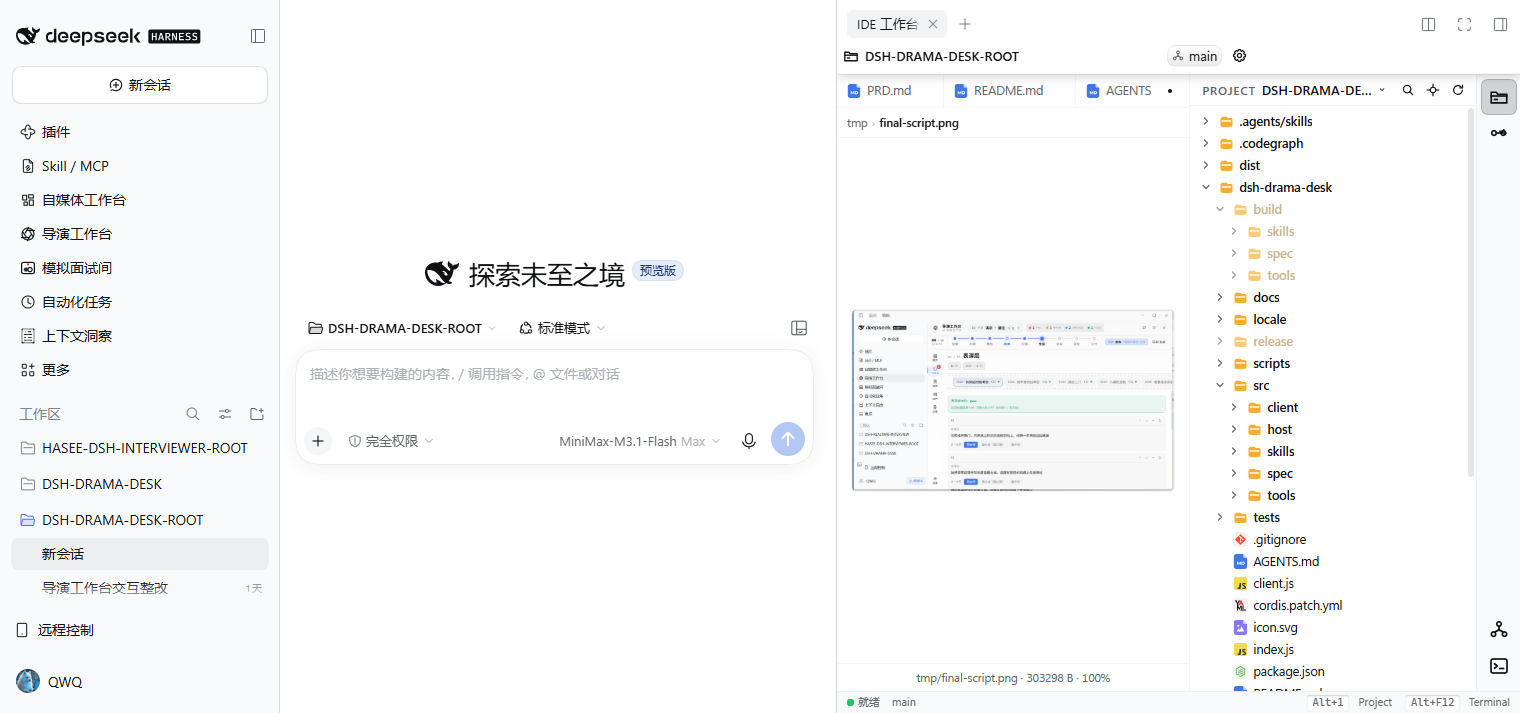 deepseek HARNESS
新会话
插件
Skill / MCP
自媒体工作台
导演工作台
模拟面试间
自动化任务
上下文洞察
更多
工作区
HASEE-DSH-INTERVIEWER-ROOT
DSH-DRAMA-DESK
DSH-DRAMA-DESK-ROOT
新会话
导演工作台交互整改 1天
远程控制
QWQ
探索未至之境 预览版
DSH-DRAMA-DESK-ROOT 标准模式
描述你想要构建的内容, / 调用指令, @ 文件或对话
完全权限 MiniMax-M3.1-Flash Max
IDE 工作台
DSH-DRAMA-DESK-ROOT main
PRD.md README.md AGENTS
tmp › final-script.png
tmp/final-script.png · 303298 B · 100%
PROJECT DSH-DRAMA-DE...
.agents/skills
.codegraph
dist
dsh-drama-desk
build
skills
spec
tools
docs
locale
release
scripts
src
client
host
skills
spec
tools
tests
.gitignore
AGENTS.md
client.js
cordis.patch.yml
icon.svg
index.js
package.json
就绪 main
Alt+1 Project Alt+F12 Terminal